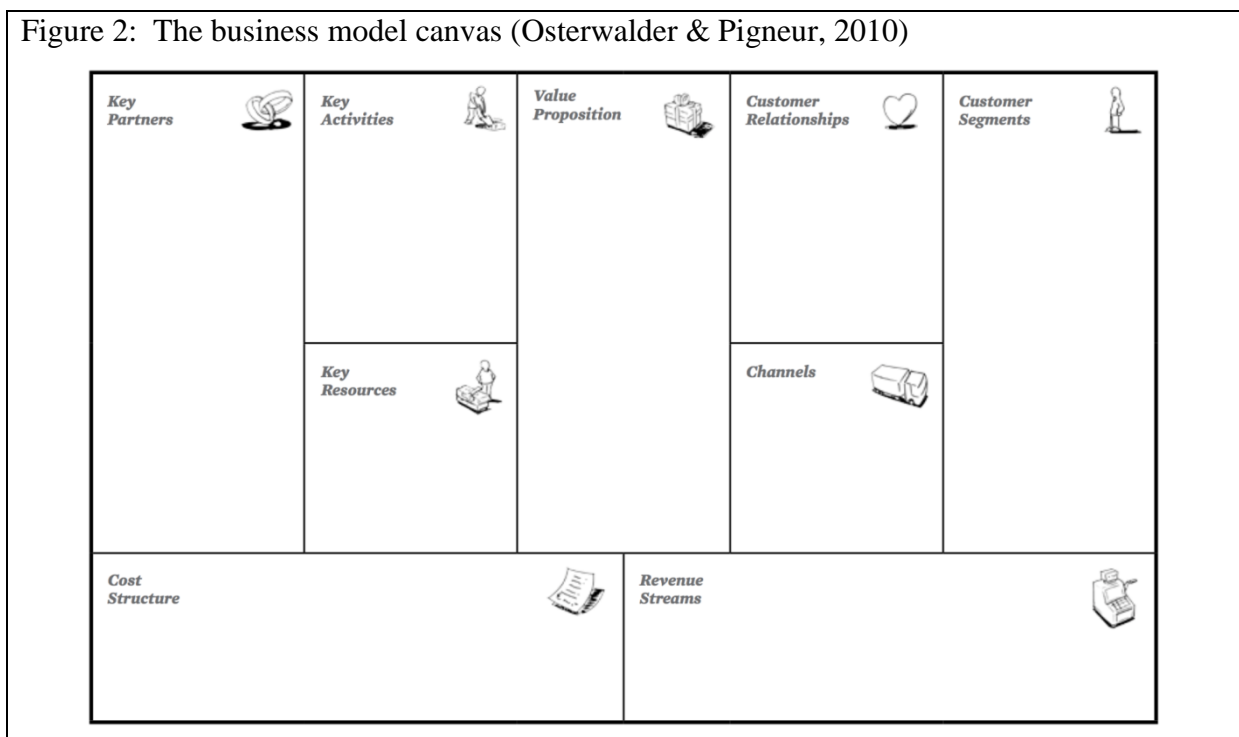 Figure 2:  The business model canvas (Osterwalder & Pigneur, 2010)
Key
Partners
Key
Activities
Value
Proposition
Customer
Relationships
Customer
Segments
Key
Resources
Channels
Cost
Structure
Revenue
Streams